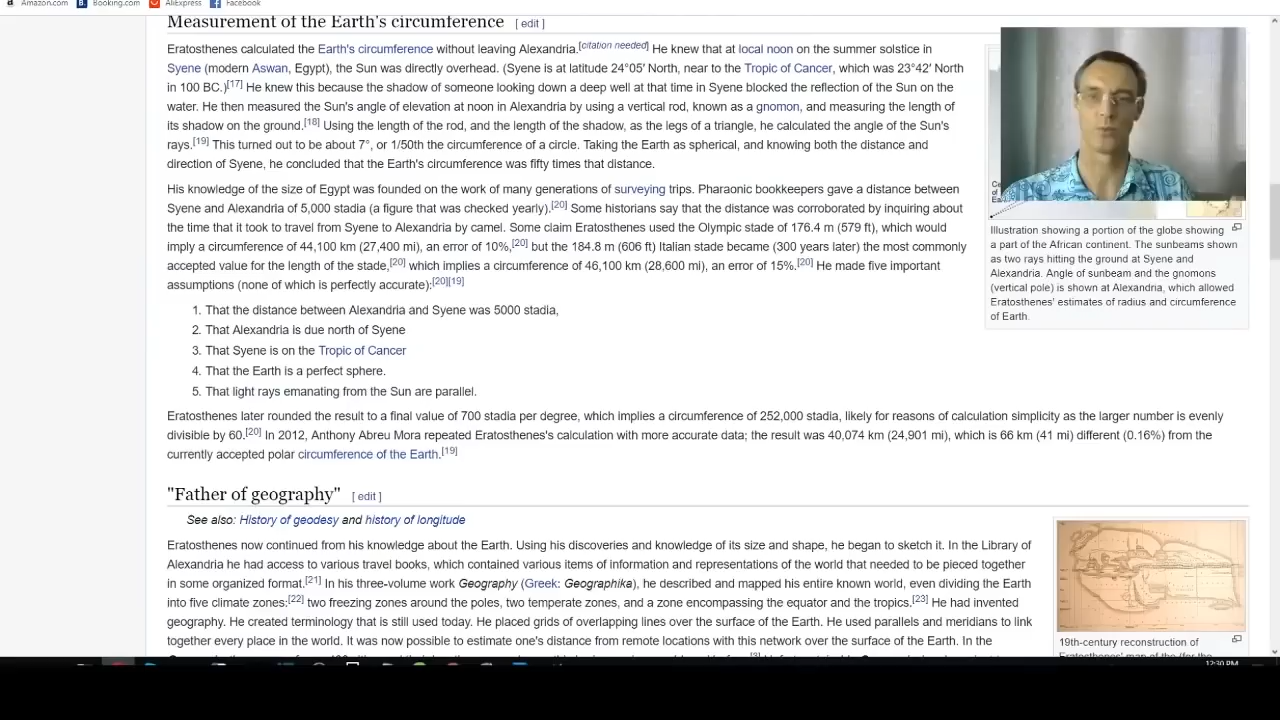 Amazon.com Booking.com AliExpress Facebook
Measurement of the Earth's circumference [ edit ]
Eratosthenes calculated the Earth's circumference without leaving Alexandria.[citation needed] He knew that at local noon on the summer solstice in
Syene (modern Aswan, Egypt), the Sun was directly overhead. (Syene is at latitude 24°05′ North, near to the Tropic of Cancer, which was 23°42′ North
in 100 BC.)[17] He knew this because the shadow of someone looking down a deep well at that time in Syene blocked the reflection of the Sun on the
water. He then measured the Sun's angle of elevation at noon in Alexandria by using a vertical rod, known as a gnomon, and measuring the length of
its shadow on the ground.[18] Using the length of the rod, and the length of the shadow, as the legs of a triangle, he calculated the angle of the Sun's
rays.[19] This turned out to be about 7°, or 1/50th the circumference of a circle. Taking the Earth as spherical, and knowing both the distance and
direction of Syene, he concluded that the Earth's circumference was fifty times that distance.
His knowledge of the size of Egypt was founded on the work of many generations of surveying trips. Pharaonic bookkeepers gave a distance between
Syene and Alexandria of 5,000 stadia (a figure that was checked yearly).[20] Some historians say that the distance was corroborated by inquiring about
the time that it took to travel from Syene to Alexandria by camel. Some claim Eratosthenes used the Olympic stade of 176.4 m (579 ft), which would
imply a circumference of 44,100 km (27,400 mi), an error of 10%,[20] but the 184.8 m (606 ft) Italian stade became (300 years later) the most commonly
accepted value for the length of the stade,[20] which implies a circumference of 46,100 km (28,600 mi), an error of 15%.[20] He made five important
assumptions (none of which is perfectly accurate):[20][19]
1. That the distance between Alexandria and Syene was 5000 stadia,
2. That Alexandria is due north of Syene
3. That Syene is on the Tropic of Cancer
4. That the Earth is a perfect sphere.
5. That light rays emanating from the Sun are parallel.
Eratosthenes later rounded the result to a final value of 700 stadia per degree, which implies a circumference of 252,000 stadia, likely for reasons of calculation simplicity as the larger number is evenly
divisible by 60.[20] In 2012, Anthony Abreu Mora repeated Eratosthenes's calculation with more accurate data; the result was 40,074 km (24,901 mi), which is 66 km (41 mi) different (0.16%) from the
currently accepted polar circumference of the Earth.[19]
Illustration showing a portion of the globe showing
a part of the African continent. The sunbeams shown
as two rays hitting the ground at Syene and
Alexandria. Angle of sunbeam and the gnomons
(vertical pole) is shown at Alexandria, which allowed
Eratosthenes' estimates of radius and circumference
of Earth.
"Father of geography" [ edit ]
See also: History of geodesy and history of longitude
Eratosthenes now continued from his knowledge about the Earth. Using his discoveries and knowledge of its size and shape, he began to sketch it. In the Library of
Alexandria he had access to various travel books, which contained various items of information and representations of the world that needed to be pieced together
in some organized format.[21] In his three-volume work Geography (Greek: Geographika), he described and mapped his entire known world, even dividing the Earth
into five climate zones:[22] two freezing zones around the poles, two temperate zones, and a zone encompassing the equator and the tropics.[23] He had invented
geography. He created terminology that is still used today. He placed grids of overlapping lines over the surface of the Earth. He used parallels and meridians to link
together every place in the world. It was now possible to estimate one's distance from remote locations with this network over the surface of the Earth. In the
19th-century reconstruction of
12:30 PM